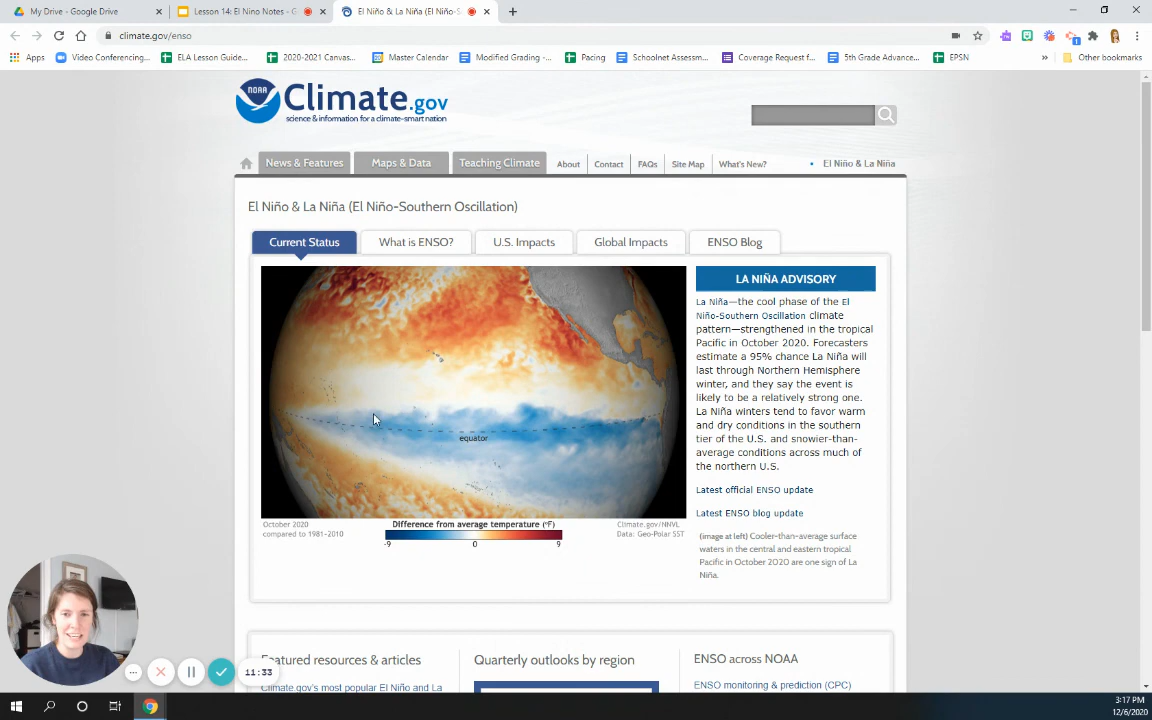 My Drive - Google Drive
Lesson 14: El Nino Notes - G
El Niño & La Niña (El Niño-S
climate.gov/enso
Apps
Video Conferencing...
ELA Lesson Guide...
2020-2021 Canvas...
Master Calendar
Modified Grading -...
Pacing
Schoolnet Assessm...
Coverage Request f...
5th Grade Advance...
EPSN
»
Other bookmarks
NOAA
Climate.gov
science & information for a climate-smart nation
News & Features
Maps & Data
Teaching Climate
About
Contact
FAQs
Site Map
What's New?
• El Niño & La Niña
El Niño & La Niña (El Niño-Southern Oscillation)
Current Status
What is ENSO?
U.S. Impacts
Global Impacts
ENSO Blog
equator
October 2020
compared to 1981-2010
Difference from average temperature (°F)
-9 0 9
Climate.gov/NNVL
Data: Geo-Polar SST
LA NIÑA ADVISORY
La Niña—the cool phase of the El
Niño-Southern Oscillation climate
pattern—strengthened in the tropical
Pacific in October 2020. Forecasters
estimate a 95% chance La Niña will
last through Northern Hemisphere
winter, and they say the event is
likely to be a relatively strong one.
La Niña winters tend to favor warm
and dry conditions in the southern
tier of the U.S. and snowier-than-
average conditions across much of
the northern U.S.
Latest official ENSO update
Latest ENSO blog update
(image at left) Cooler-than-average surface
waters in the central and eastern tropical
Pacific in October 2020 are one sign of La
Niña.
Featured resources & articles
Climate.gov's most popular El Niño and La
Quarterly outlooks by region
ENSO across NOAA
ENSO monitoring & prediction (CPC)
11:33
3:17 PM
12/6/2020